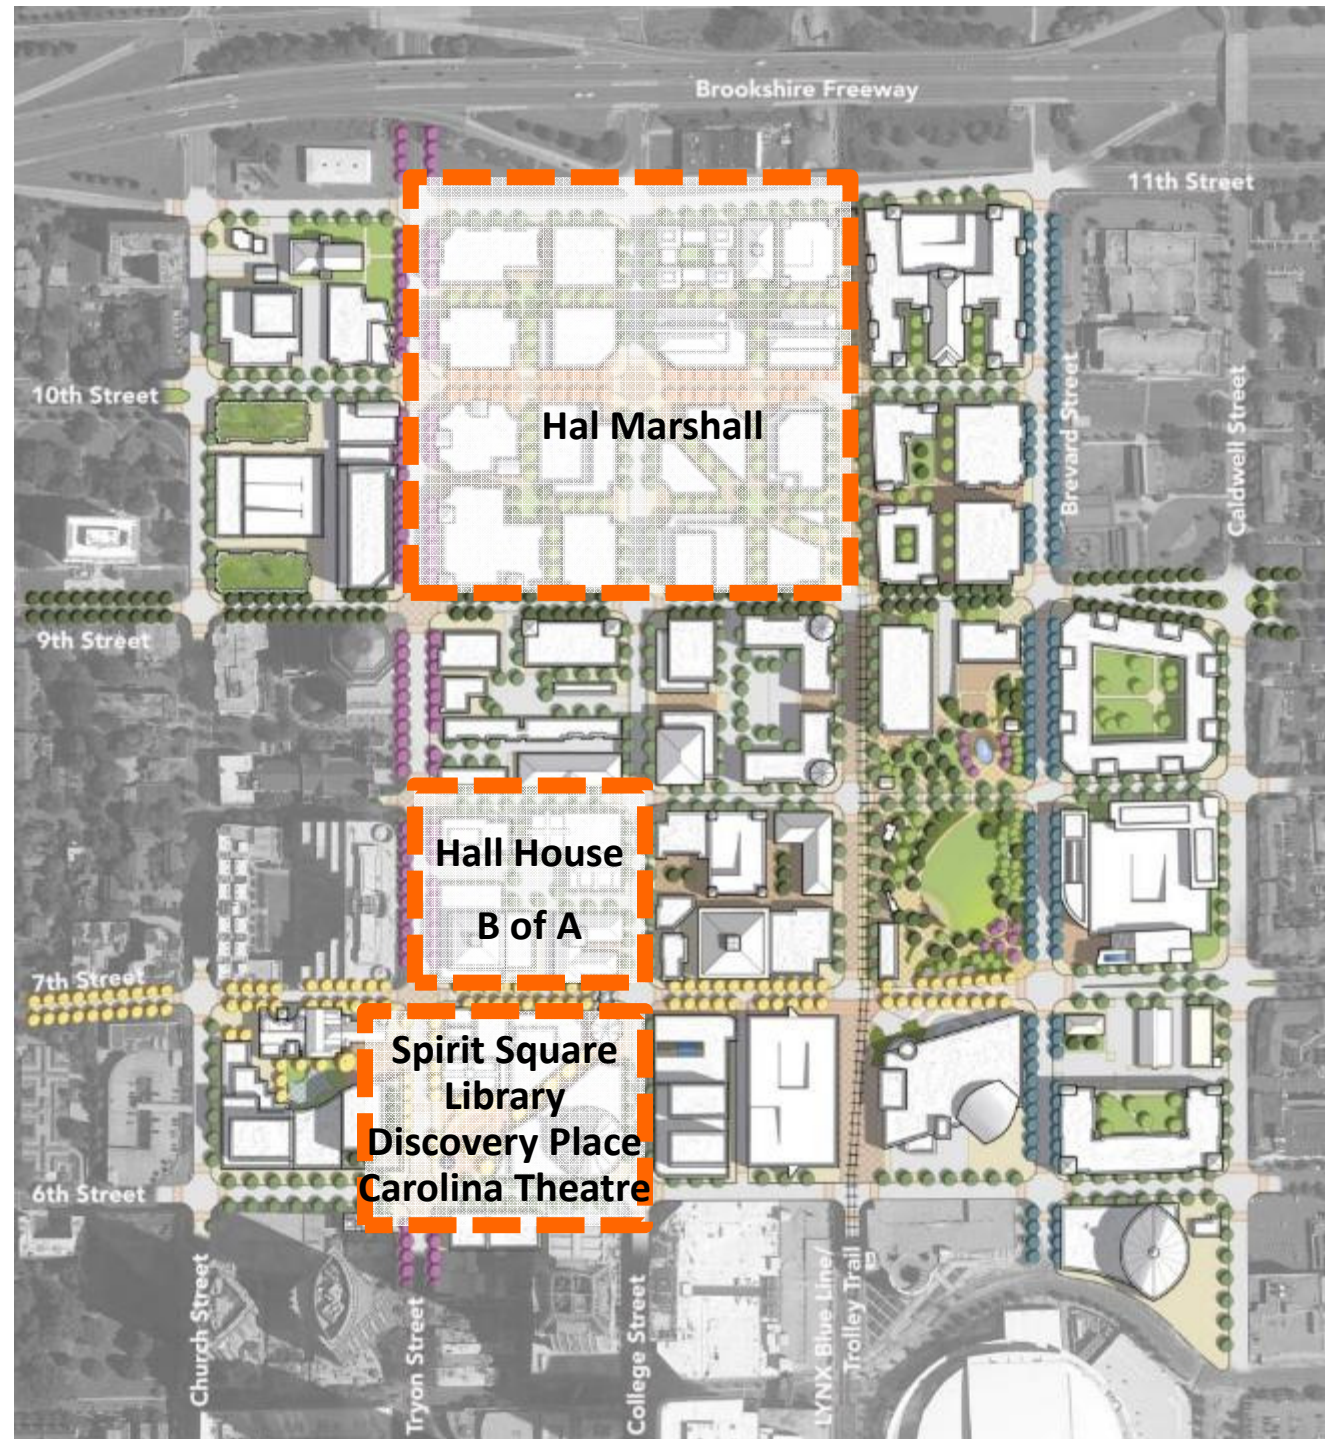 Brookshire Freeway
11th Street
10th Street
Hal Marshall
Brevard Street
Caldwell Street
9th Street
Hall House
B of A
7th Street
Spirit Square
Library
Discovery Place
Carolina Theatre
6th Street
Church Street
Tryon Street
College Street
LYNX Blue Line/
Trolley Trail